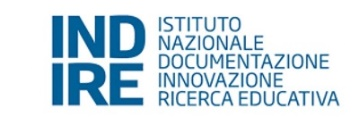 INDIRE
ISTITUTO
NAZIONALE
DOCUMENTAZIONE
INNOVAZIONE
RICERCA EDUCATIVA